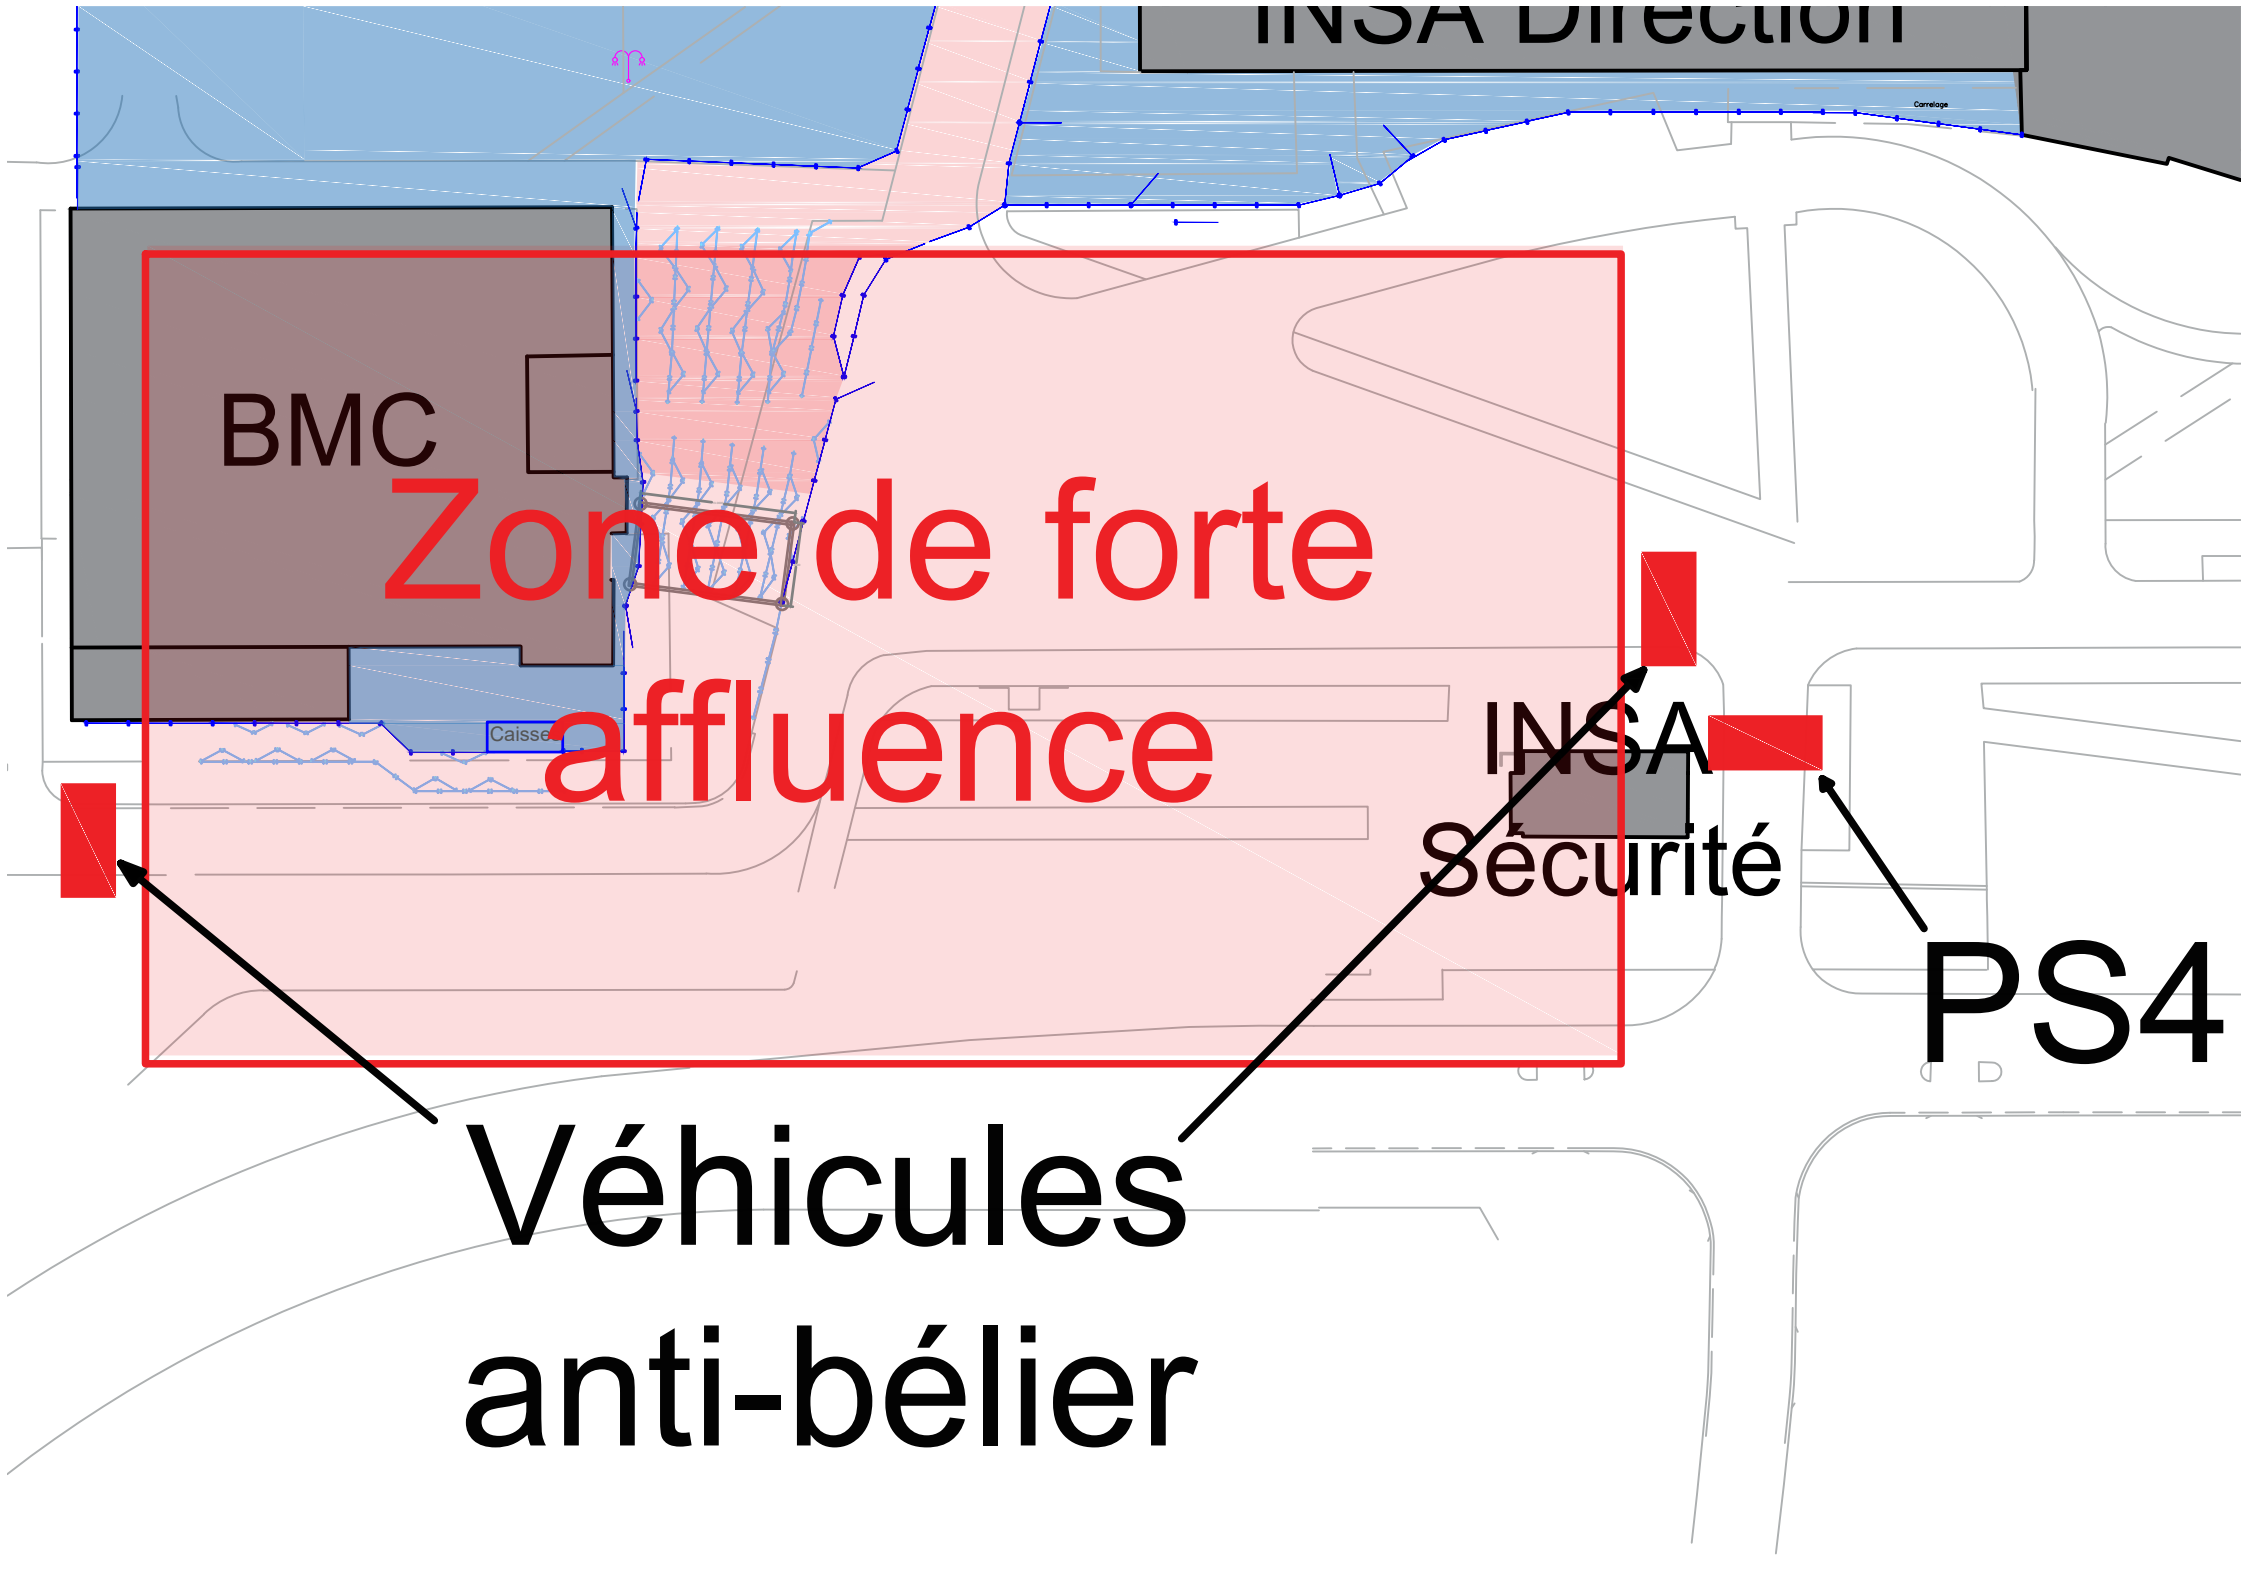 INSA Direction
Carrelage
BMC
Zone de forte
affluence
Caisse
INSA
Sécurité
PS4
Véhicules
anti-bélier